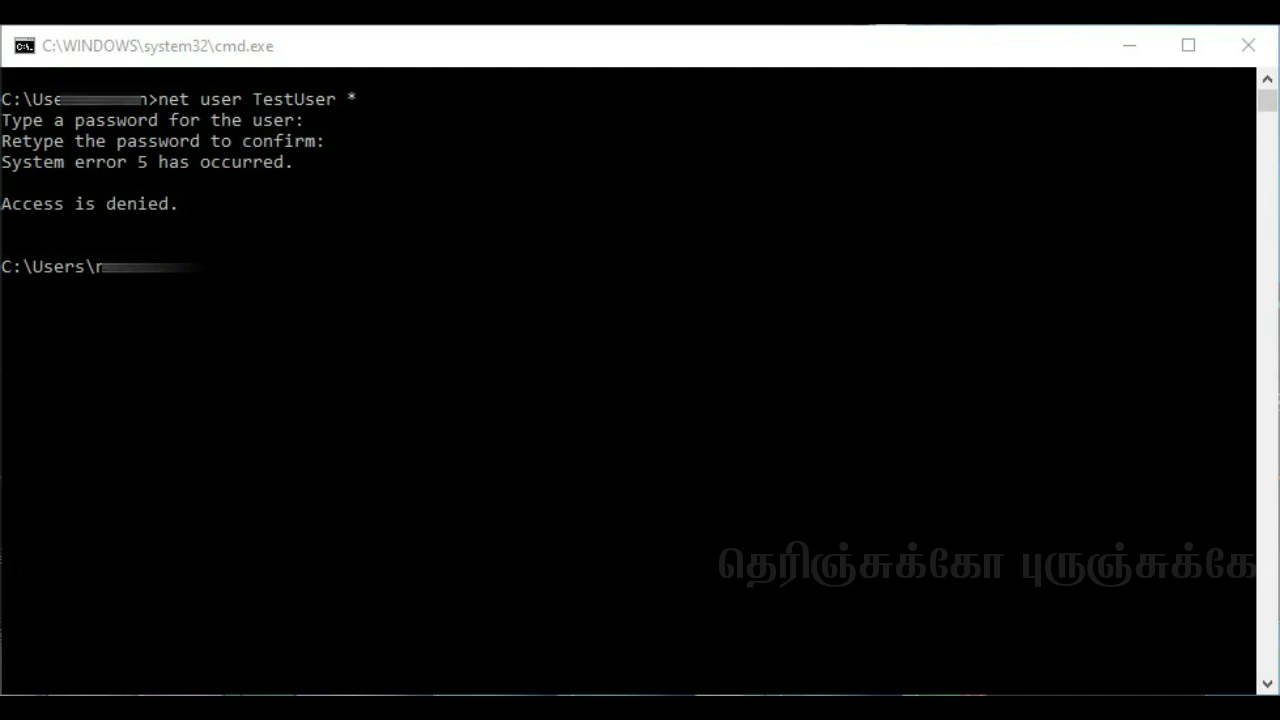 C:\WINDOWS\system32\cmd.exe
C:\Use n>net user TestUser *
Type a password for the user:
Retype the password to confirm:
System error 5 has occurred.
Access is denied.
C:\Users\r
தெரிஞ்சுக்கோ புருஞ்சுக்கே